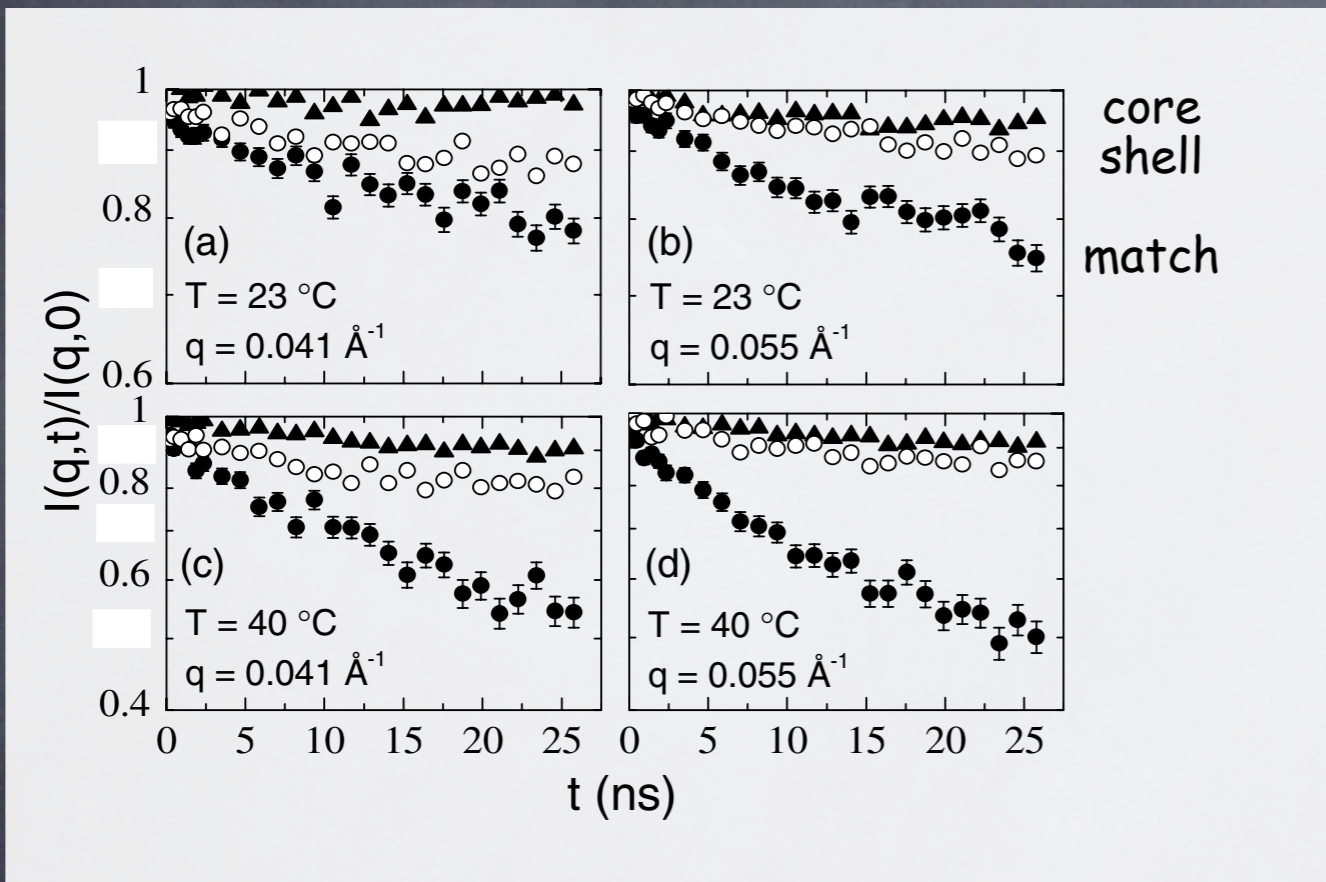 1
0.8
0.6
(a)
T = 23 °C
q = 0.041 Å⁻¹
(b)
T = 23 °C
q = 0.055 Å⁻¹
core
shell
match
I(q,t)/I(q,0)
1
0.8
0.6
0.4
(c)
T = 40 °C
q = 0.041 Å⁻¹
(d)
T = 40 °C
q = 0.055 Å⁻¹
0 5 10 15 20 25 0 5 10 15 20 25
t (ns)